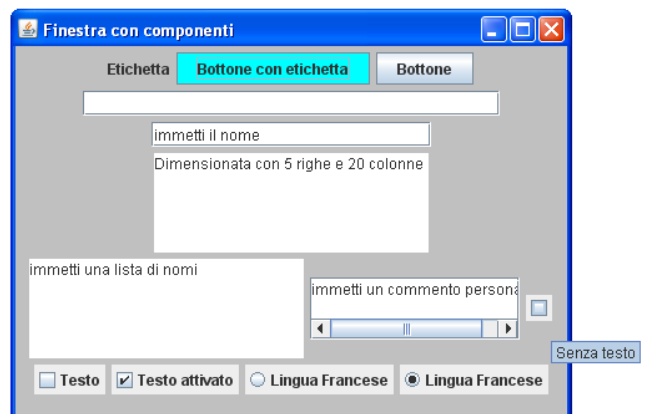 Finestra con componenti
Etichetta Bottone con etichetta Bottone
immetti il nome
Dimensionata con 5 righe e 20 colonne
immetti una lista di nomi
immetti un commento persona
Senza testo
Testo Testo attivato Lingua Francese Lingua Francese